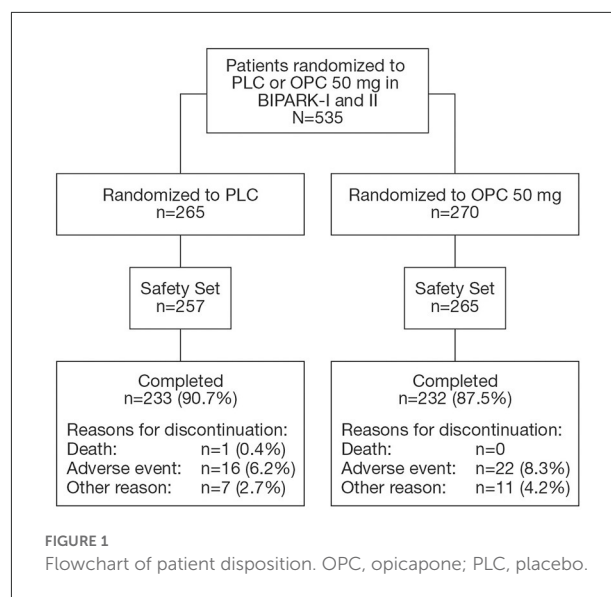 Patients randomized to
PLC or OPC 50 mg in
BIPARK-I and II
N=535
Randomized to PLC
n=265
Randomized to OPC 50 mg
n=270
Safety Set
n=257
Safety Set
n=265
Completed
n=233 (90.7%)
Reasons for discontinuation:
Death: n=1 (0.4%)
Adverse event: n=16 (6.2%)
Other reason: n=7 (2.7%)
Completed
n=232 (87.5%)
Reasons for discontinuation:
Death: n=0
Adverse event: n=22 (8.3%)
Other reason: n=11 (4.2%)
FIGURE 1
Flowchart of patient disposition. OPC, opicapone; PLC, placebo.